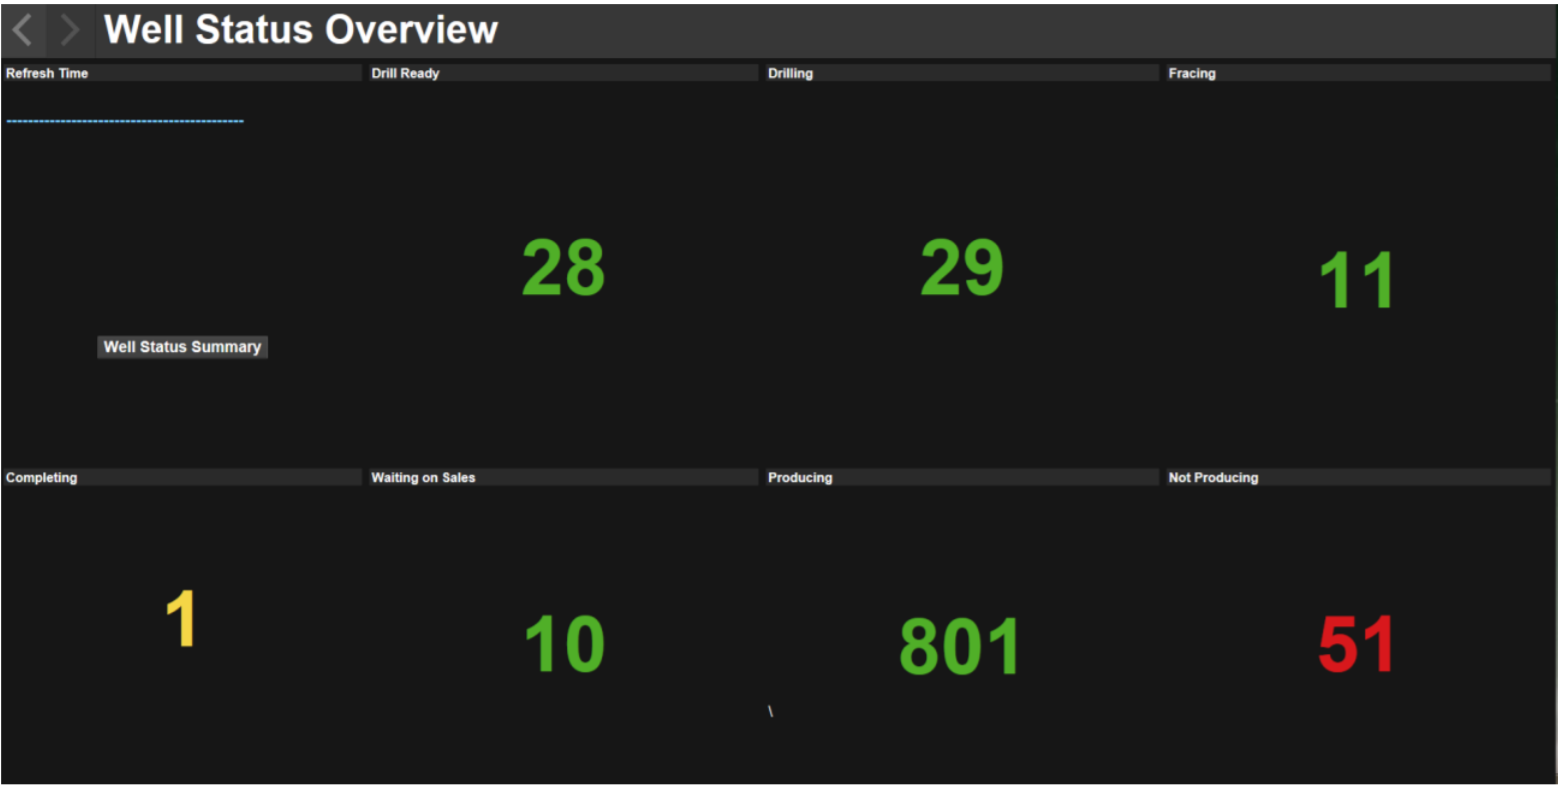 Well Status Overview
Refresh Time
Drill Ready
Drilling
Fracing
--------------------------------------------
28
29
11
Well Status Summary
Completing
Waiting on Sales
Producing
Not Producing
1
10
801
51
\